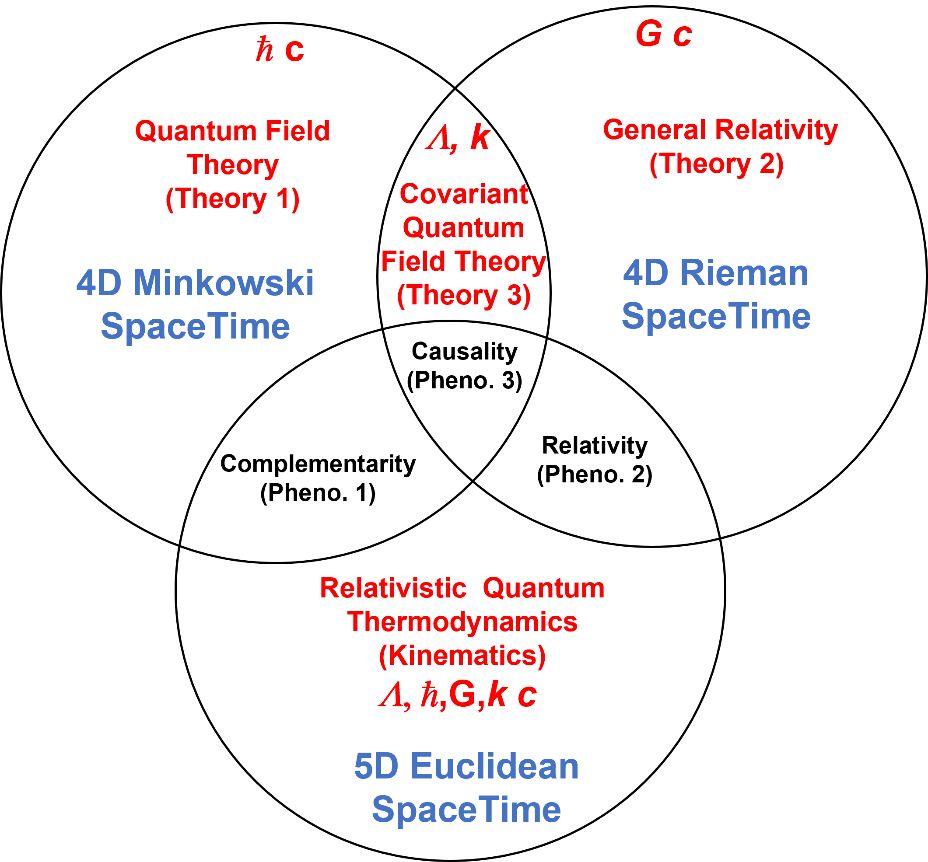 ħ c
Quantum Field
Theory
(Theory 1)
4D Minkowski
SpaceTime
G c
General Relativity
(Theory 2)
4D Rieman
SpaceTime
Λ, k
Covariant
Quantum
Field Theory
(Theory 3)
Causality
(Pheno. 3)
Complementarity
(Pheno. 1)
Relativity
(Pheno. 2)
Relativistic Quantum
Thermodynamics
(Kinematics)
Λ, ħ,G,k c
5D Euclidean
SpaceTime